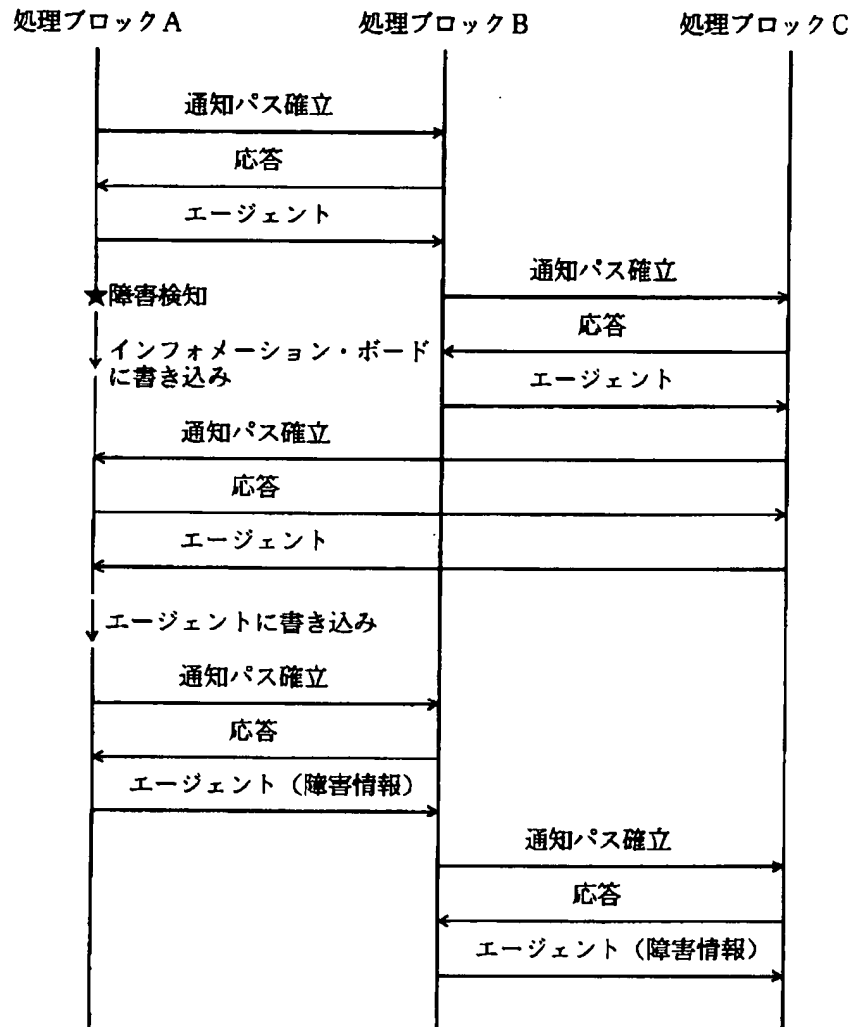 処理ブロックA
処理ブロックB
処理ブロックC
通知パス確立
応答
エージェント
通知パス確立
★障害検知
応答
インフォメーション・ボード
に書き込み
エージェント
通知パス確立
応答
エージェント
エージェントに書き込み
通知パス確立
応答
エージェント（障害情報）
通知パス確立
応答
エージェント（障害情報）